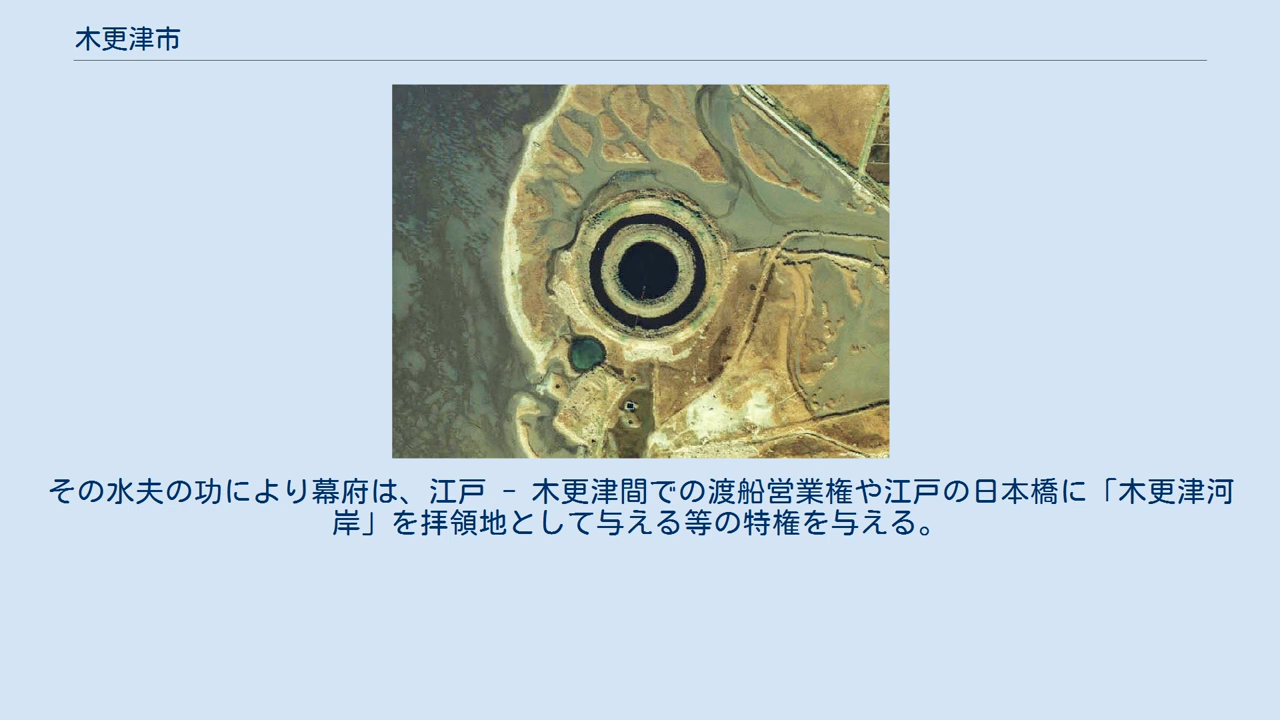 木更津市
その水夫の功により幕府は、江戸 － 木更津間での渡船営業権や江戸の日本橋に「木更津河
岸」を拝領地として与える等の特権を与える。